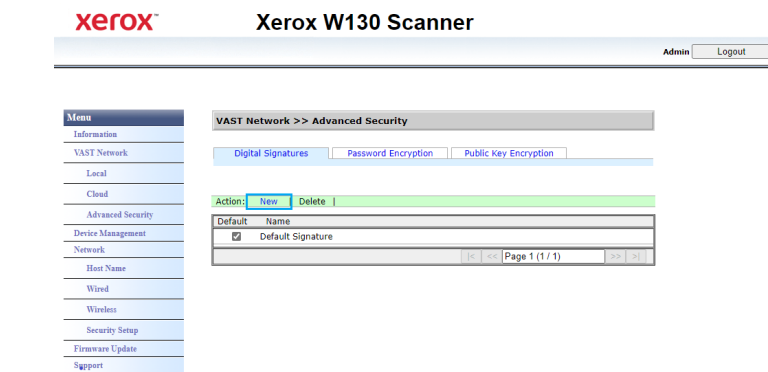 xerox™ Xerox W130 Scanner
Admin Logout
Menu
Information
VAST Network
Local
Cloud
Advanced Security
Device Management
Network
Host Name
Wired
Wireless
Security Setup
Firmware Update
Support
VAST Network >> Advanced Security
Digital Signatures Password Encryption Public Key Encryption
Action: New | Delete |
Default Name
Default Signature
|< << Page 1 (1 / 1) >> >|